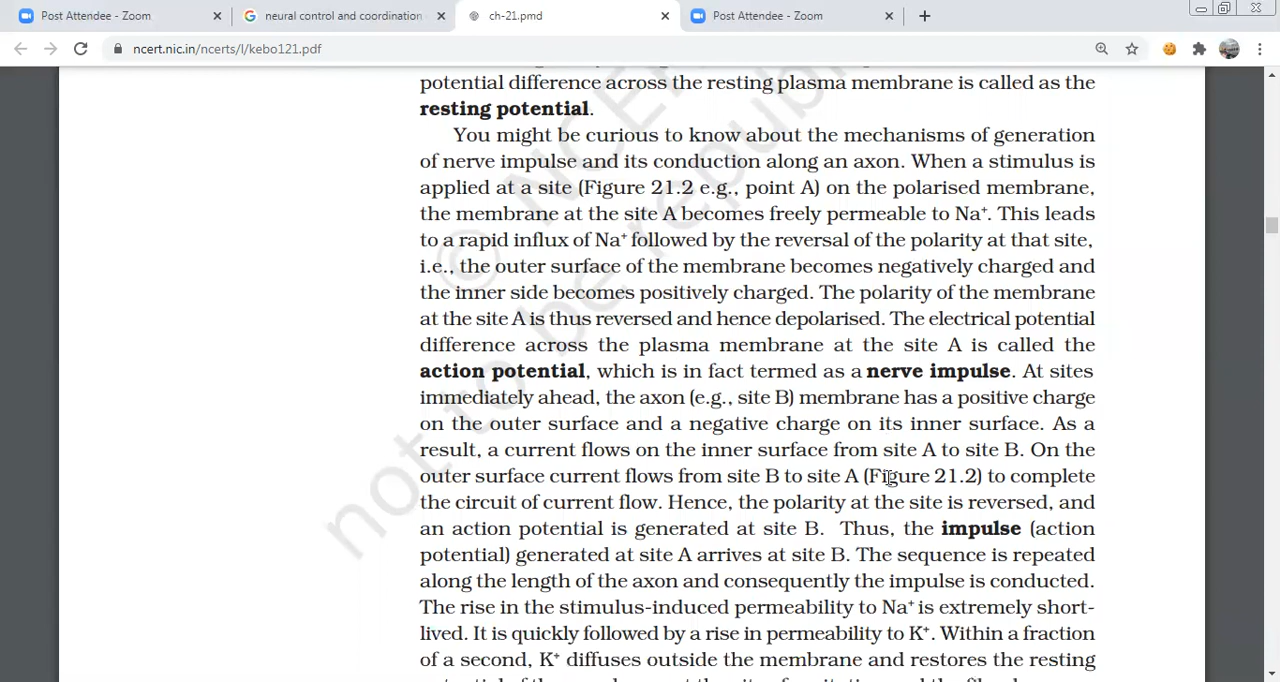 Post Attendee - Zoom
neural control and coordination
ch-21.pmd
Post Attendee - Zoom
ncert.nic.in/ncerts/l/kebo121.pdf
potential difference across the resting plasma membrane is called as the
resting potential.
You might be curious to know about the mechanisms of generation
of nerve impulse and its conduction along an axon. When a stimulus is
applied at a site (Figure 21.2 e.g., point A) on the polarised membrane,
the membrane at the site A becomes freely permeable to Na⁺. This leads
to a rapid influx of Na⁺ followed by the reversal of the polarity at that site,
i.e., the outer surface of the membrane becomes negatively charged and
the inner side becomes positively charged. The polarity of the membrane
at the site A is thus reversed and hence depolarised. The electrical potential
difference across the plasma membrane at the site A is called the
action potential, which is in fact termed as a nerve impulse. At sites
immediately ahead, the axon (e.g., site B) membrane has a positive charge
on the outer surface and a negative charge on its inner surface. As a
result, a current flows on the inner surface from site A to site B. On the
outer surface current flows from site B to site A (Figure 21.2) to complete
the circuit of current flow. Hence, the polarity at the site is reversed, and
an action potential is generated at site B. Thus, the impulse (action
potential) generated at site A arrives at site B. The sequence is repeated
along the length of the axon and consequently the impulse is conducted.
The rise in the stimulus-induced permeability to Na⁺ is extremely short-
lived. It is quickly followed by a rise in permeability to K⁺. Within a fraction
of a second, K⁺ diffuses outside the membrane and restores the resting
© NCE
not to be republ